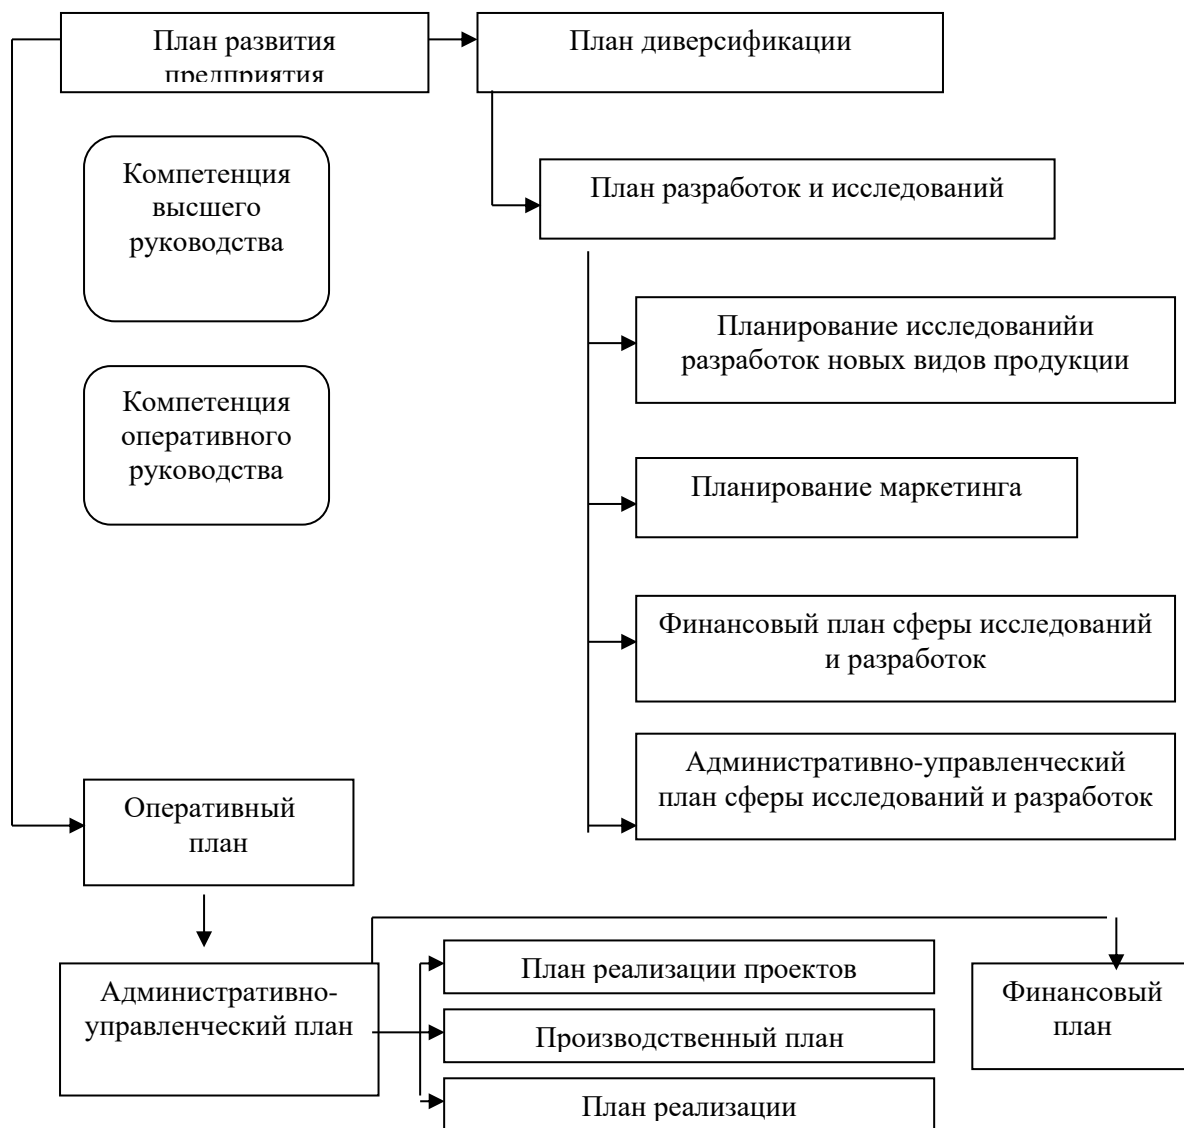 План развития
предприятия
План диверсификации
Компетенция
высшего
руководства
План разработок и исследований
Планирование исследованийи
разработок новых видов продукции
Компетенция
оперативного
руководства
Планирование маркетинга
Финансовый план сферы исследований
и разработок
Административно-управленческий
план сферы исследований и разработок
Оперативный
план
Административно-
управленческий план
План реализации проектов
Производственный план
План реализации
Финансовый
план